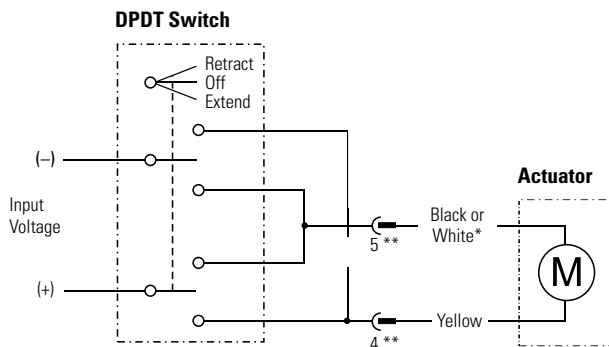 DPDT Switch
Retract
Off
Extend
(–)
Input
Voltage
(+)
5 **
4 **
Black or
White*
Yellow
Actuator
M